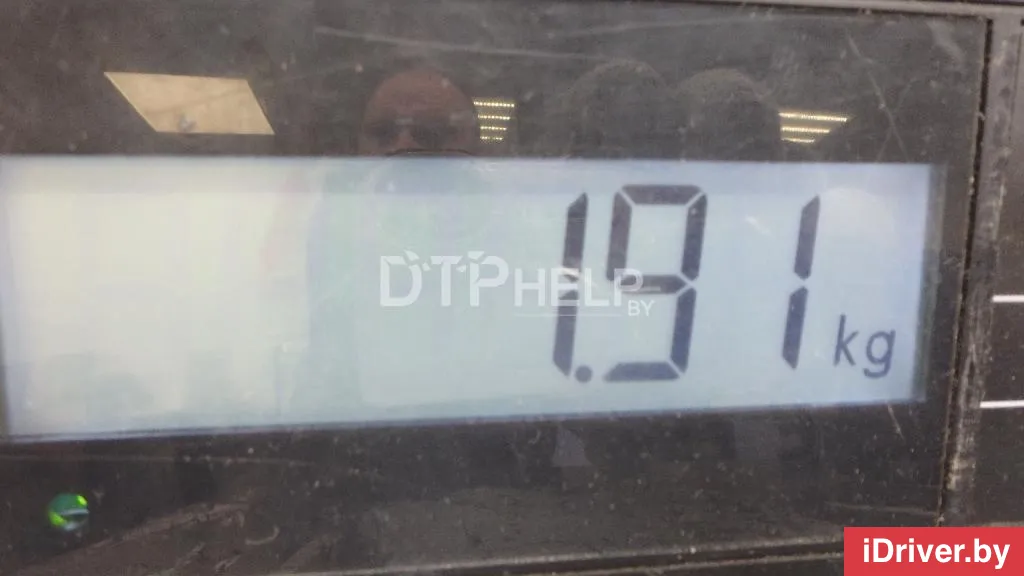 1.91 kg
DTPHELP
BY
iDriver.by